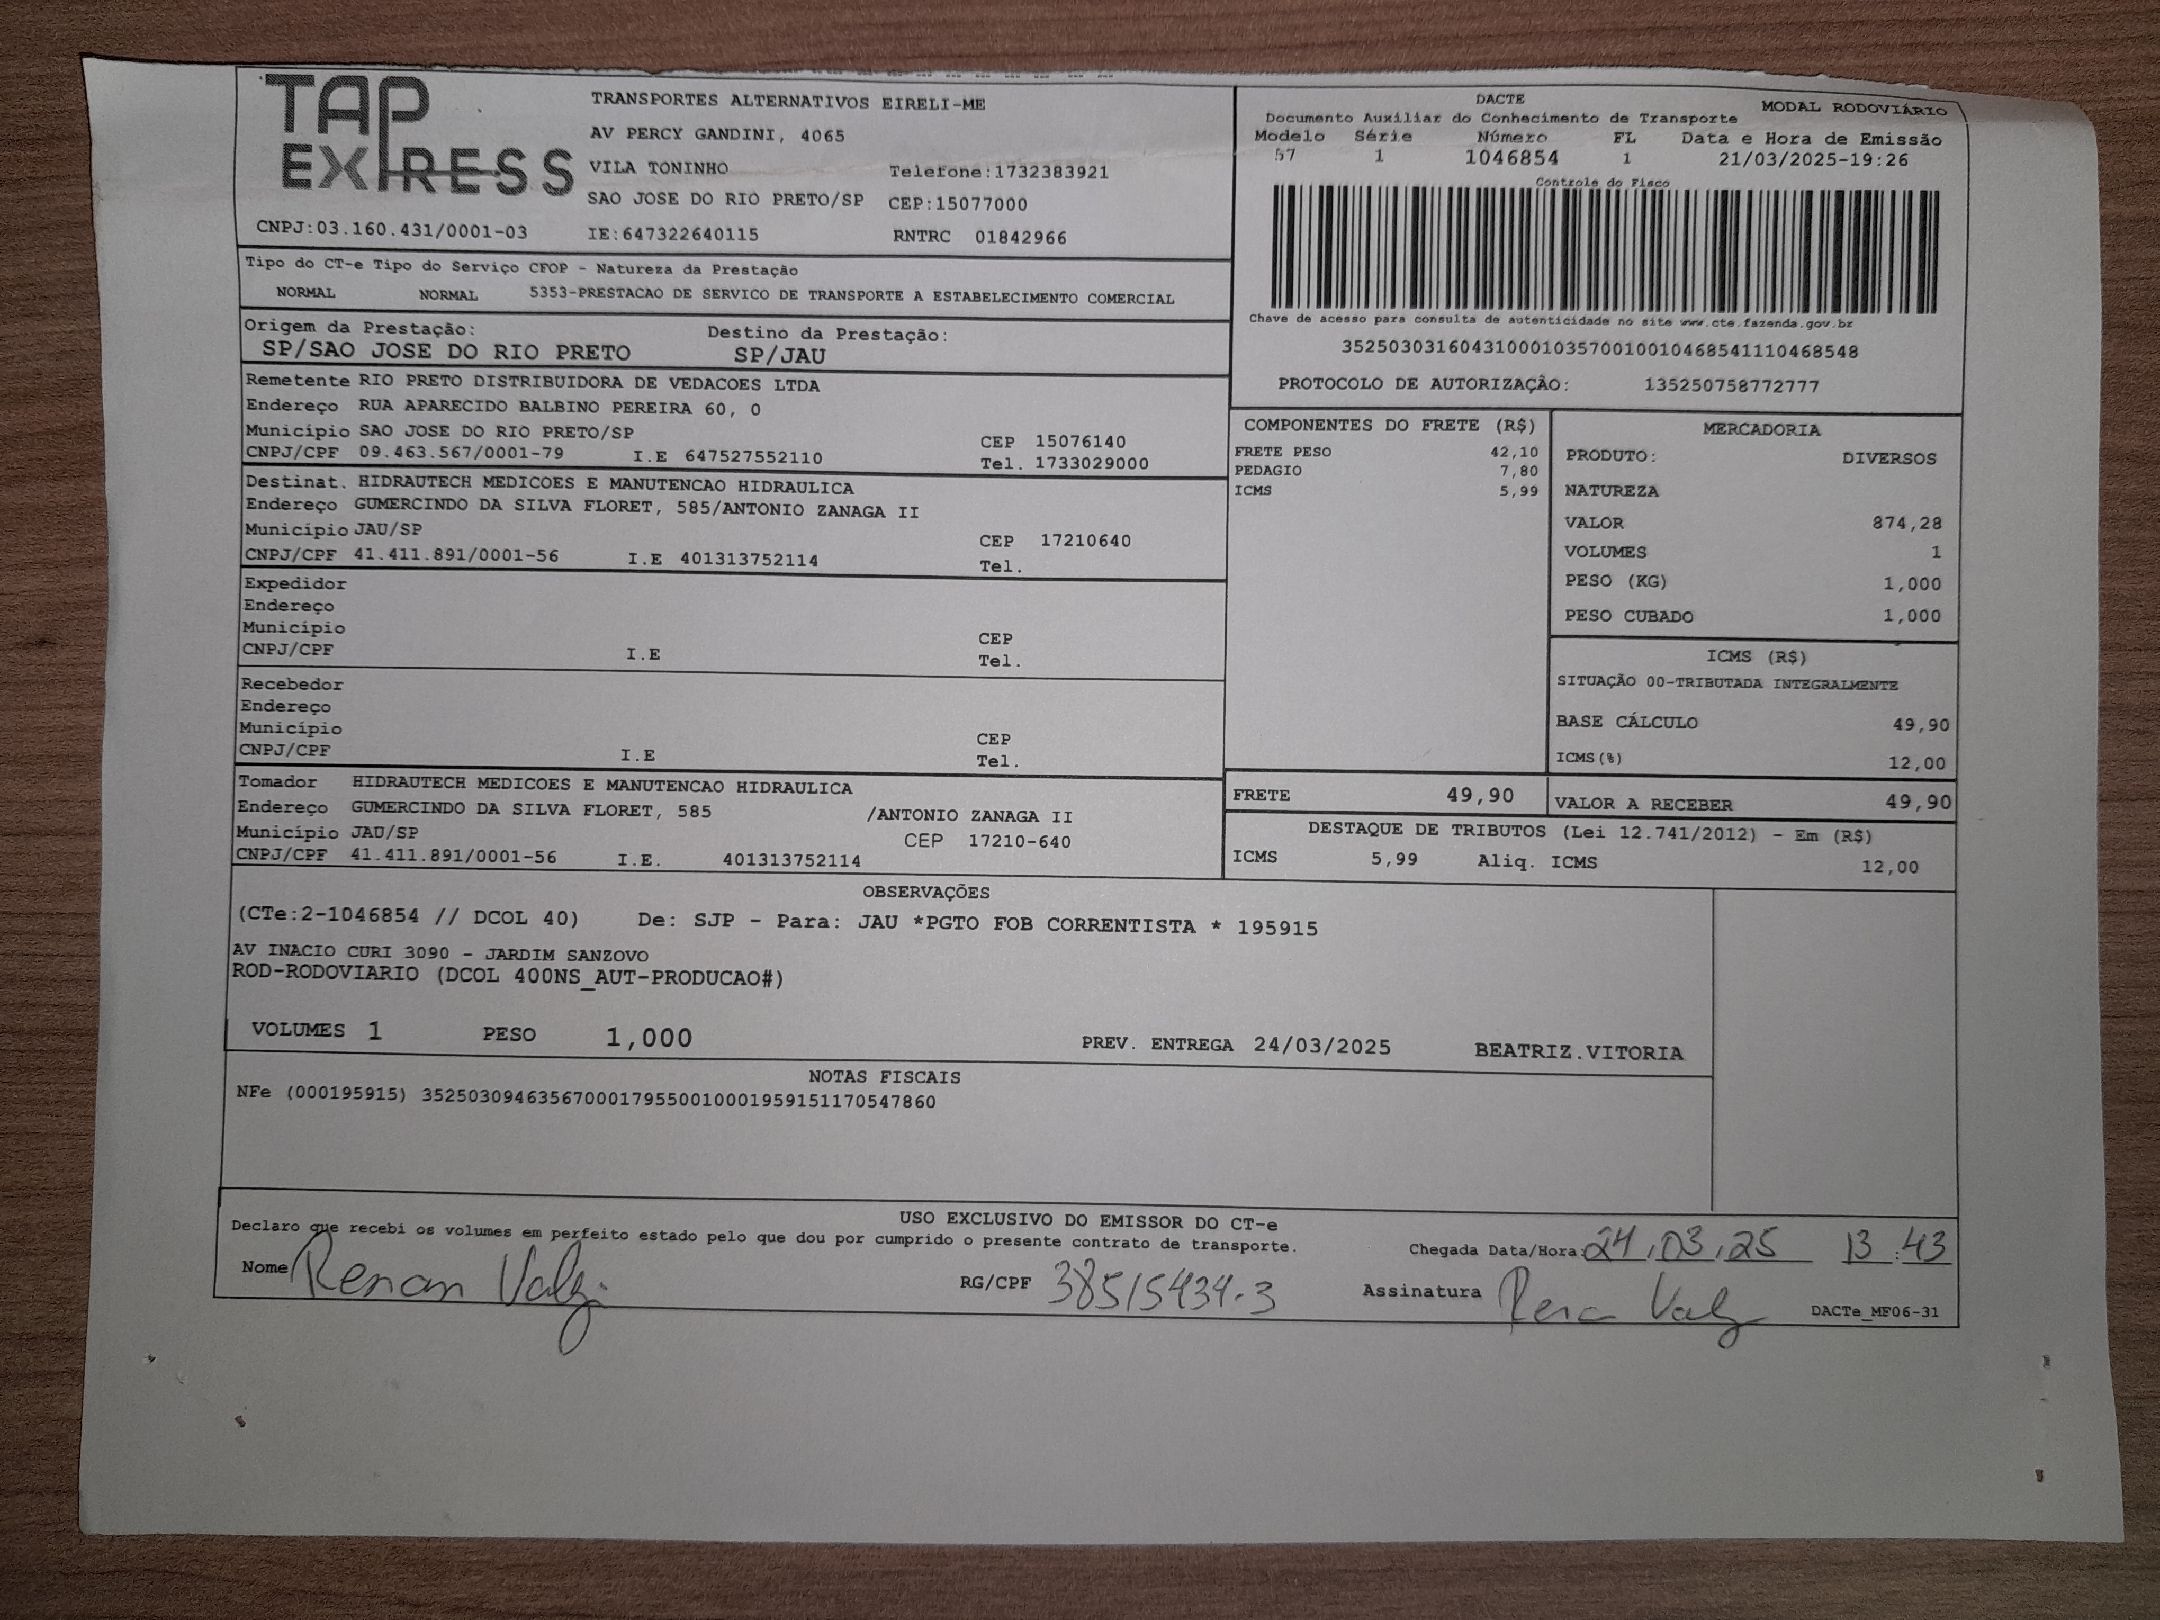 TAP
EXPRESS
TRANSPORTES ALTERNATIVOS EIRELI-ME
AV PERCY GANDINI, 4065
VILA TONINHO Telefone:1732383921
SAO JOSE DO RIO PRETO/SP CEP:15077000
CNPJ:03.160.431/0001-03 IE:647322640115 RNTRC 01842966
DACTE MODAL RODOVIÁRIO
Documento Auxiliar do Conhecimento de Transporte
Modelo Série Número FL Data e Hora de Emissão
57 1 1046854 1 21/03/2025-19:26
Controle do Fisco
Chave de acesso para consulta de autenticidade no site www.cte.fazenda.gov.br
35250303160431000103570010010468541110468548
PROTOCOLO DE AUTORIZAÇÃO: 135250758772777
Tipo do CT-e Tipo do Serviço CFOP - Natureza da Prestação
NORMAL NORMAL 5353-PRESTACAO DE SERVICO DE TRANSPORTE A ESTABELECIMENTO COMERCIAL
Origem da Prestação: Destino da Prestação:
SP/SAO JOSE DO RIO PRETO SP/JAU
Remetente RIO PRETO DISTRIBUIDORA DE VEDACOES LTDA
Endereço RUA APARECIDO BALBINO PEREIRA 60, 0
Município SAO JOSE DO RIO PRETO/SP CEP 15076140
CNPJ/CPF 09.463.567/0001-79 I.E 647527552110 Tel. 1733029000
Destinat. HIDRAUTECH MEDICOES E MANUTENCAO HIDRAULICA
Endereço GUMERCINDO DA SILVA FLORET, 585/ANTONIO ZANAGA II
Município JAU/SP CEP 17210640
CNPJ/CPF 41.411.891/0001-56 I.E 401313752114 Tel.
Expedidor
Endereço
Município CEP
CNPJ/CPF I.E Tel.
Recebedor
Endereço
Município CEP
CNPJ/CPF I.E Tel.
Tomador HIDRAUTECH MEDICOES E MANUTENCAO HIDRAULICA
Endereço GUMERCINDO DA SILVA FLORET, 585 /ANTONIO ZANAGA II
Município JAU/SP CEP 17210-640
CNPJ/CPF 41.411.891/0001-56 I.E. 401313752114
COMPONENTES DO FRETE (R$)
FRETE PESO 42,10
PEDAGIO 7,80
ICMS 5,99
MERCADORIA
PRODUTO: DIVERSOS
NATUREZA
VALOR 874,28
VOLUMES 1
PESO (KG) 1,000
PESO CUBADO 1,000
ICMS (R$)
SITUAÇÃO 00-TRIBUTADA INTEGRALMENTE
BASE CÁLCULO 49,90
ICMS(%) 12,00
FRETE 49,90 VALOR A RECEBER 49,90
DESTAQUE DE TRIBUTOS (Lei 12.741/2012) - Em (R$)
ICMS 5,99 Aliq. ICMS 12,00
OBSERVAÇÕES
(CTe:2-1046854 // DCOL 40) De: SJP - Para: JAU *PGTO FOB CORRENTISTA * 195915
AV INACIO CURI 3090 - JARDIM SANZOVO
ROD-RODOVIARIO (DCOL 400NS_AUT-PRODUCAO#)
VOLUMES 1 PESO 1,000 PREV. ENTREGA 24/03/2025 BEATRIZ.VITORIA
NOTAS FISCAIS
NFe (000195915) 35250309463567000179550010001959151170547860
USO EXCLUSIVO DO EMISSOR DO CT-e
Declaro que recebi os volumes em perfeito estado pelo que dou por cumprido o presente contrato de transporte. Chegada Data/Hora: 24.03.25 13:43
Nome Renan RG/CPF 38515434-3 Assinatura
DACTe_MF06-31